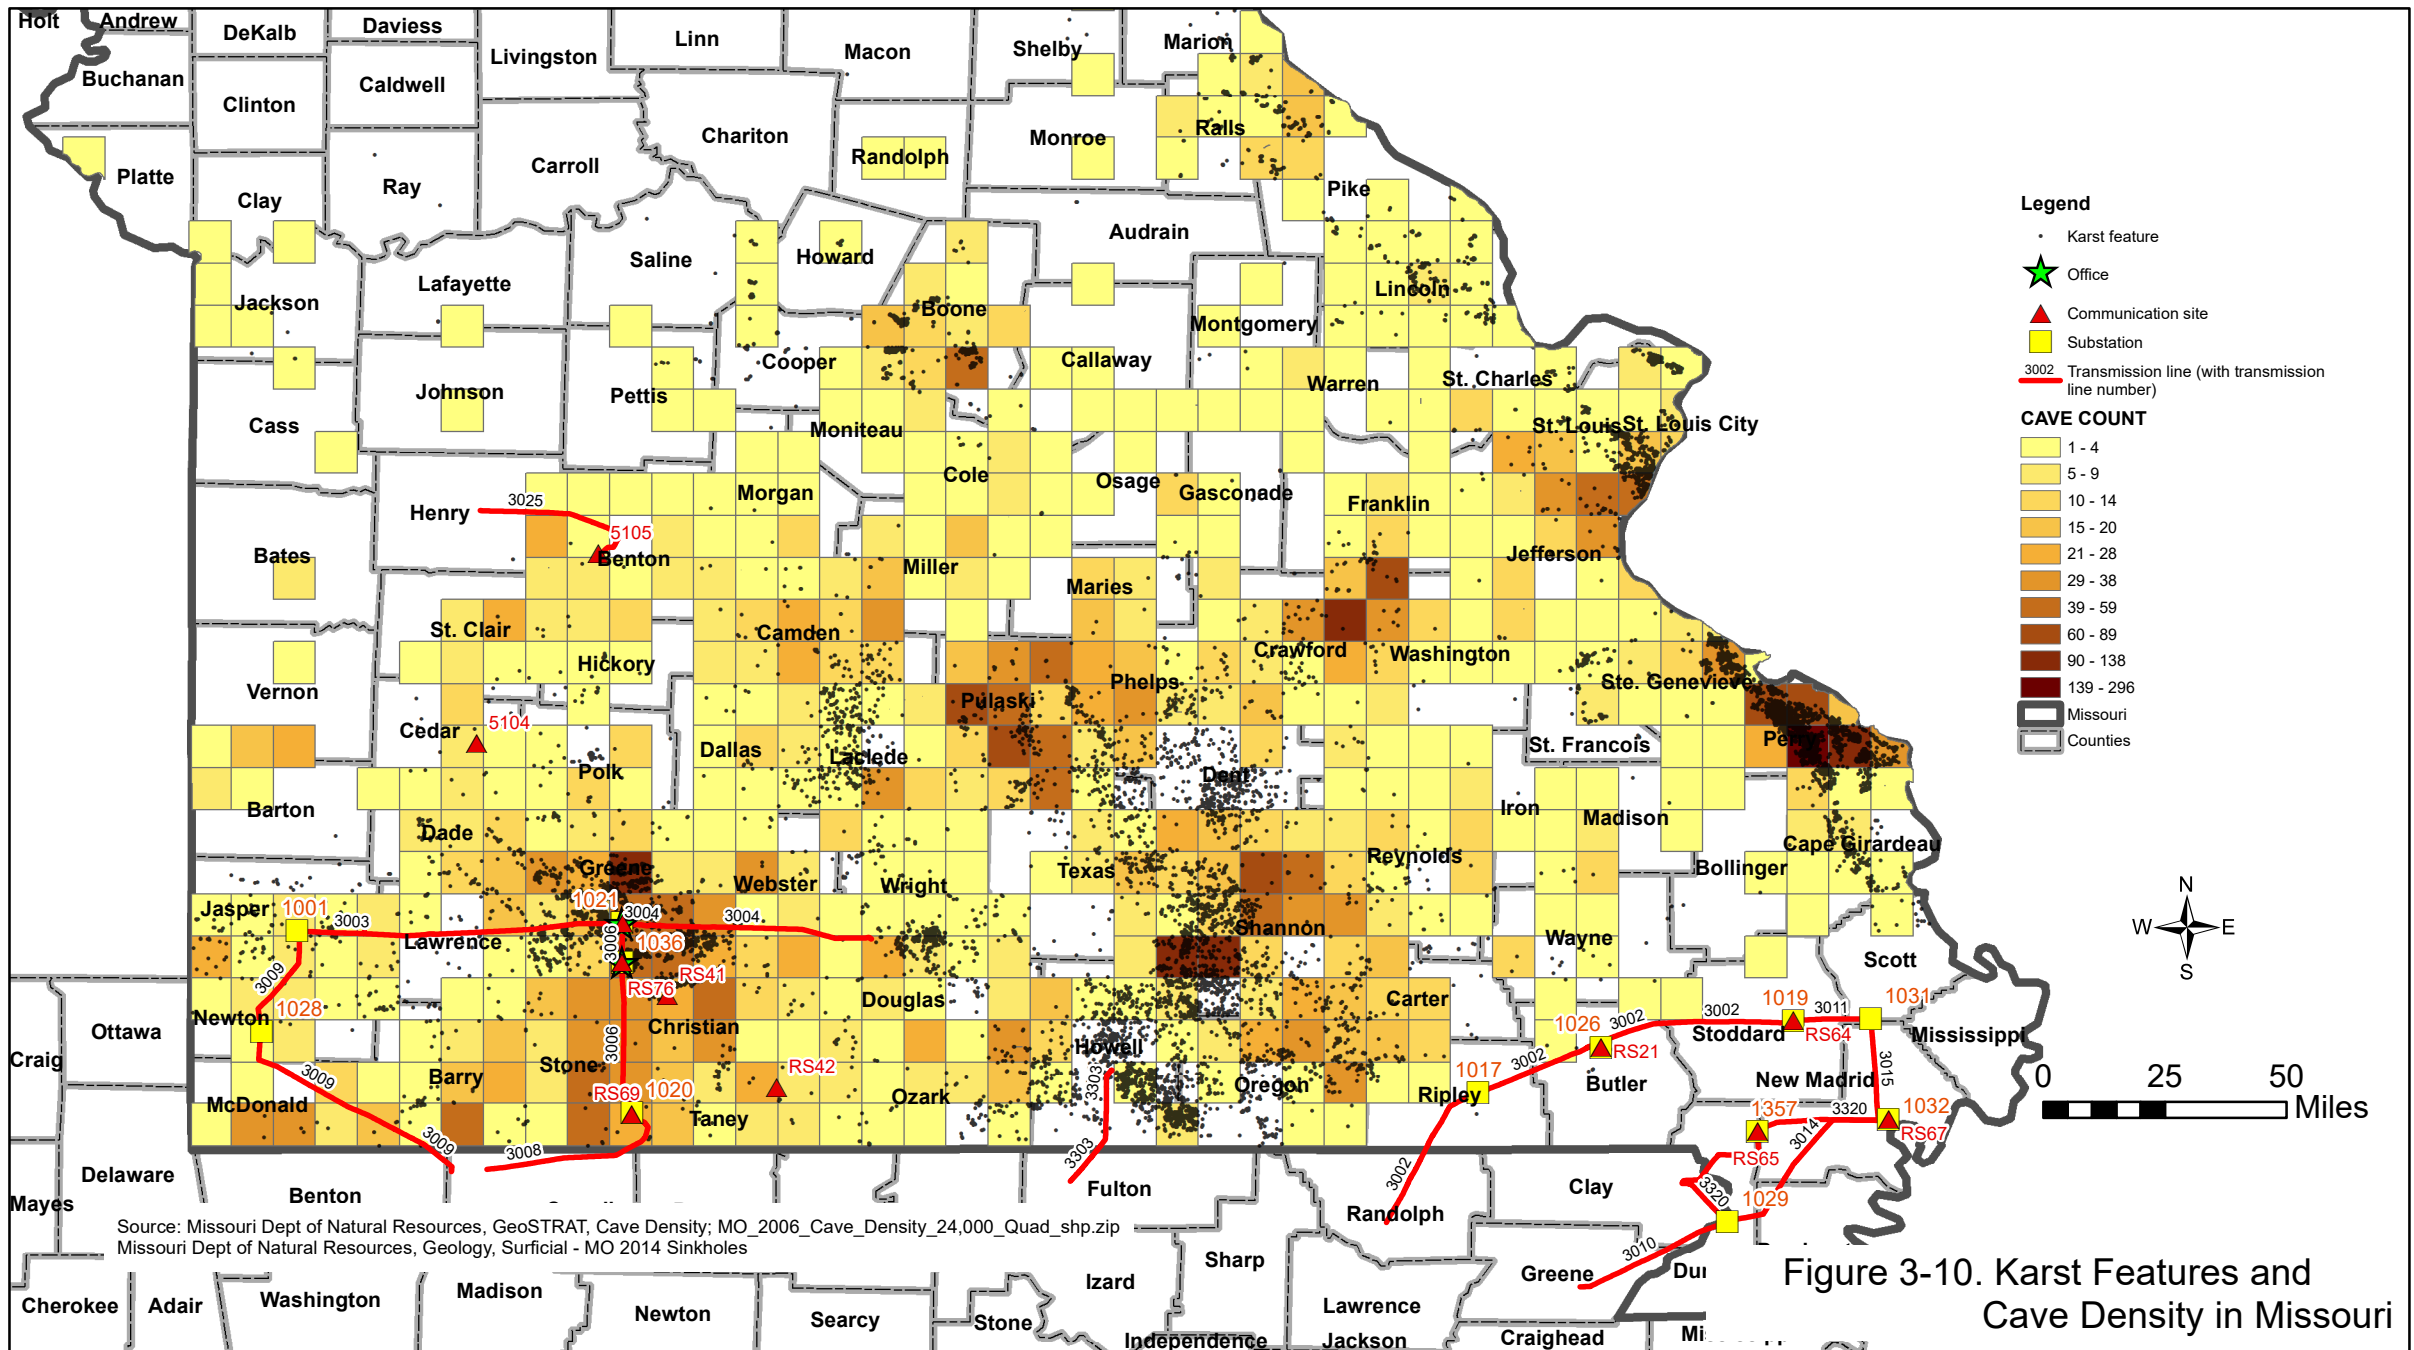 Holt
Andrew
DeKalb
Daviess
Livingston
Linn
Macon
Shelby
Marion
Buchanan
Clinton
Caldwell
Chariton
Carroll
Randolph
Monroe
Ralls
Platte
Clay
Ray
Pike
Audrain
Saline
Howard
Lafayette
Jackson
Boone
Lincoln
Montgomery
Cooper
Callaway
Warren
St. Charles
Johnson
Pettis
Cass
Moniteau
St. Louis
St. Louis City
Cole
Osage
Gasconade
Morgan
Franklin
Henry
3025
5105
Benton
Bates
Miller
Maries
Jefferson
St. Clair
Camden
Hickory
Crawford
Washington
Vernon
Pulaski
Phelps
Ste. Genevieve
Cedar
5104
Dallas
Laclede
Polk
Dent
St. Francois
Barton
Iron
Madison
Dade
Cape Girardeau
Greene
Webster
Wright
Texas
Reynolds
Bollinger
Jasper
1001
3003
1021
3004
3004
Lawrence
3006
1036
Shannon
Wayne
Scott
3009
RS41
RS76
Newton
1028
Douglas
Carter
Christian
1026
3002
3002
1019
3011
1031
Stoddard
RS64
Mississippi
Ottawa
Craig
Stone
3006
Howell
3002
RS21
3009
Barry
RS42
RS69
1020
Ozark
3303
Oregon
1017
Ripley
Butler
New Madrid
3015
McDonald
Taney
1357
3320
1032
RS67
3014
3009
3008
3303
RS65
3002
3320
Delaware
Mayes
Benton
Fulton
Randolph
Clay
1029
Sharp
3010
Greene
Izard
Cherokee
Adair
Washington
Madison
Newton
Searcy
Stone
Independence
Lawrence
Jackson
Craighead
Legend
Karst feature
Office
Communication site
Substation
3002
Transmission line (with transmission
line number)
CAVE COUNT
1 - 4
5 - 9
10 - 14
15 - 20
21 - 28
29 - 38
39 - 59
60 - 89
90 - 138
139 - 296
Missouri
Counties
N
W E
S
0 25 50
Miles
Source: Missouri Dept of Natural Resources, GeoSTRAT, Cave Density; MO_2006_Cave_Density_24,000_Quad_shp.zip
Missouri Dept of Natural Resources, Geology, Surficial - MO 2014 Sinkholes
Figure 3-10. Karst Features and
Cave Density in Missouri